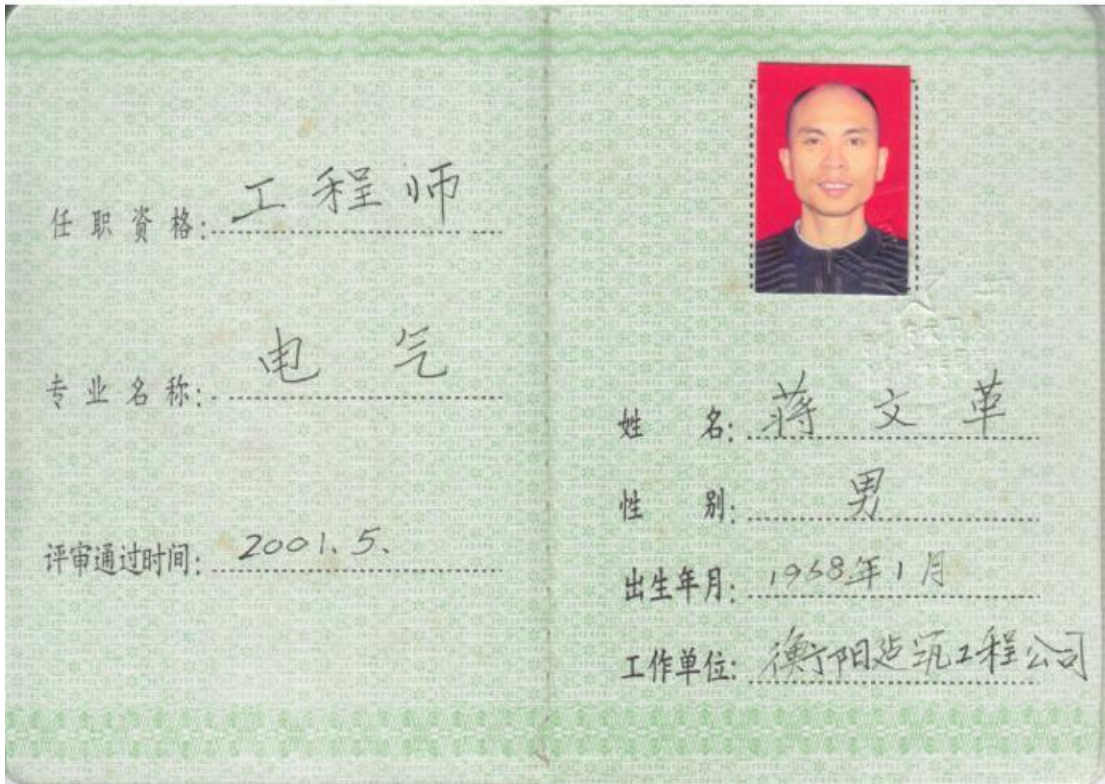 任职资格: 工程师
专业名称: 电气
评审通过时间: 2001.5.
姓名: 蒋文革
性别: 男
出生年月: 1968年1月
工作单位: 衡阳建筑工程公司